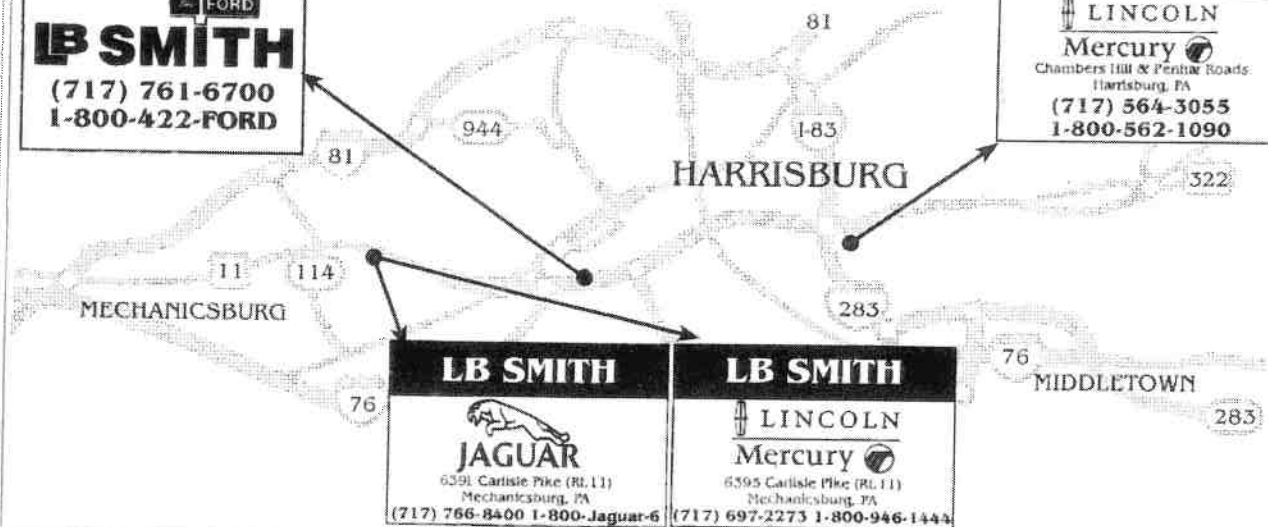 FORD
LB SMITH
(717) 761-6700
1-800-422-FORD
LINCOLN
Mercury
Chambers Hill & Penhar Roads
Harrisburg, PA
(717) 564-3055
1-800-562-1090
81
944
81
I-83
HARRISBURG
322
11
114
MECHANICSBURG
283
76
76
MIDDLETOWN
283
LB SMITH
JAGUAR
6391 Carlisle Pike (Rt. 11)
Mechanicsburg, PA
(717) 766-8400 1-800-Jaguar-6
LB SMITH
LINCOLN
Mercury
6395 Carlisle Pike (Rt. 11)
Mechanicsburg, PA
(717) 697-2273 1-800-946-1444